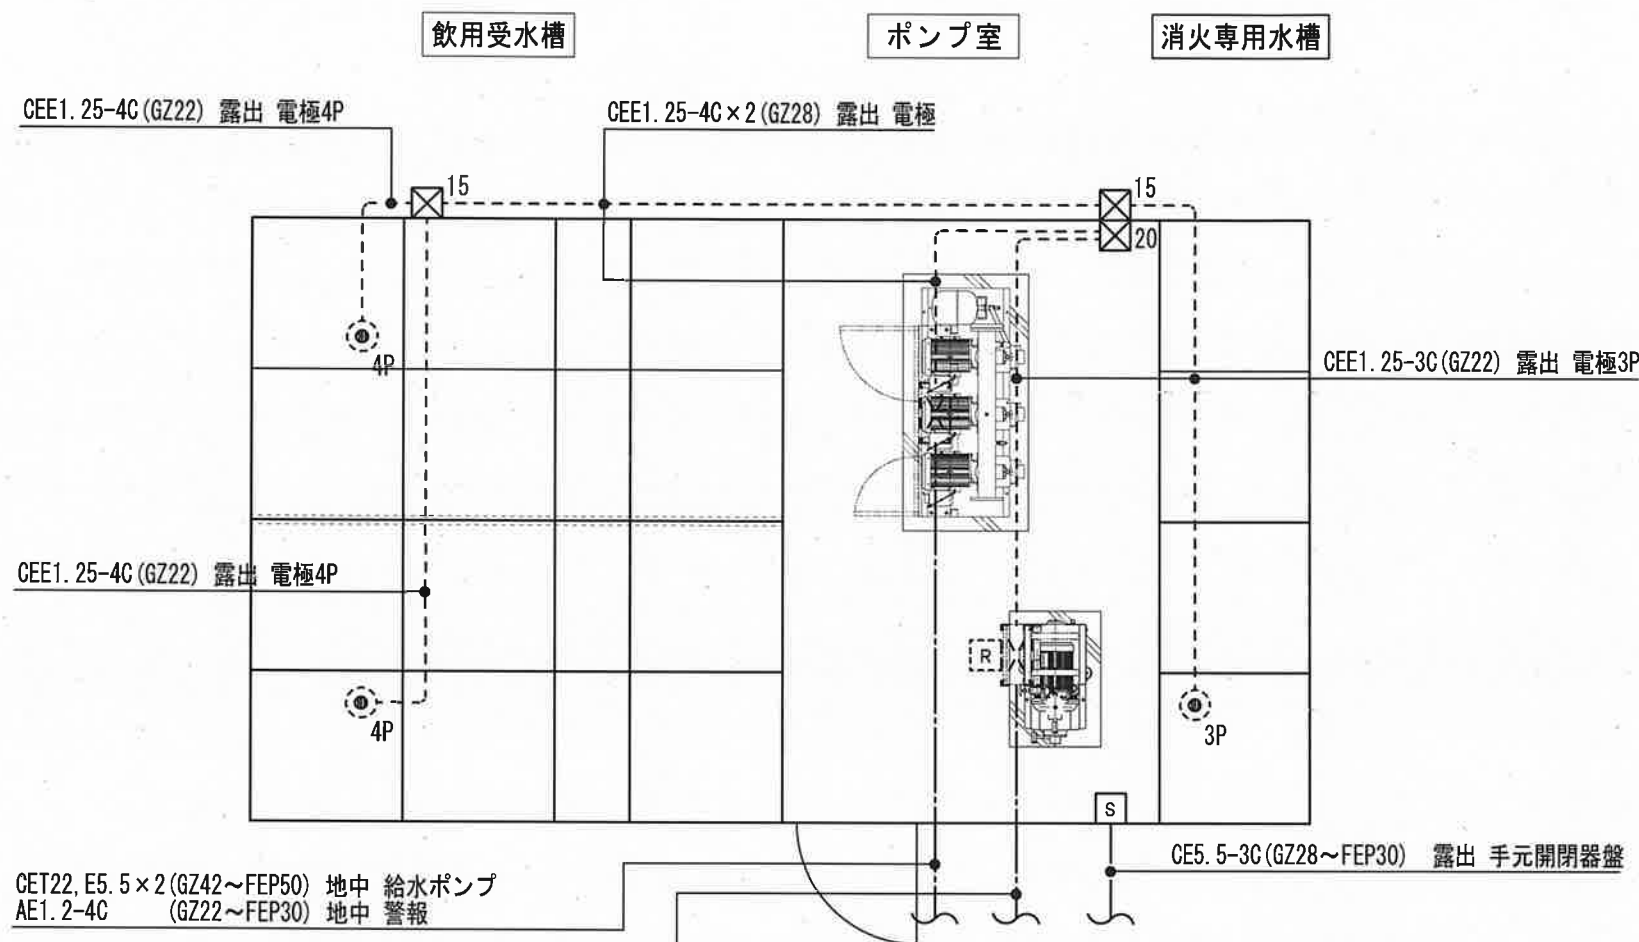 飲用受水槽
ポンプ室
消火専用水槽
CEE1.25-4C(GZ22) 露出 電極4P
CEE1.25-4C×2(GZ28) 露出 電極
15
15
20
4P
CEE1.25-3C(GZ22) 露出 電極3P
CEE1.25-4C(GZ22) 露出 電極4P
R
4P
3P
S
CE5.5-3C(GZ28～FEP30) 露出 手元開閉器盤
CET22,E5.5×2(GZ42～FEP50) 地中 給水ポンプ
AE1.2-4C (GZ22～FEP30) 地中 警報